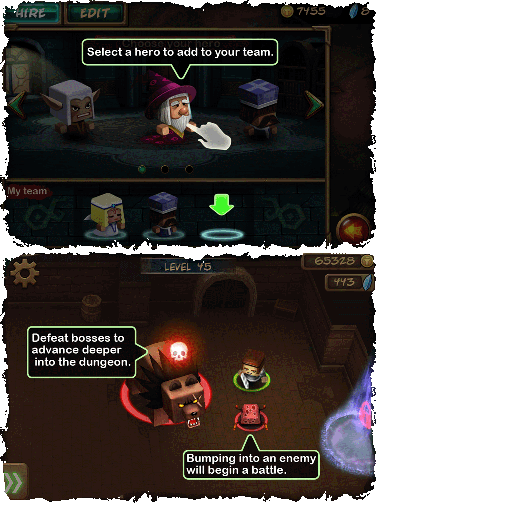 HIRE
EDIT
7455
Select a hero to add to your team.
My team
LEVEL 45
65328
443
Defeat bosses to
advance deeper
into the dungeon.
Bumping into an enemy
will begin a battle.